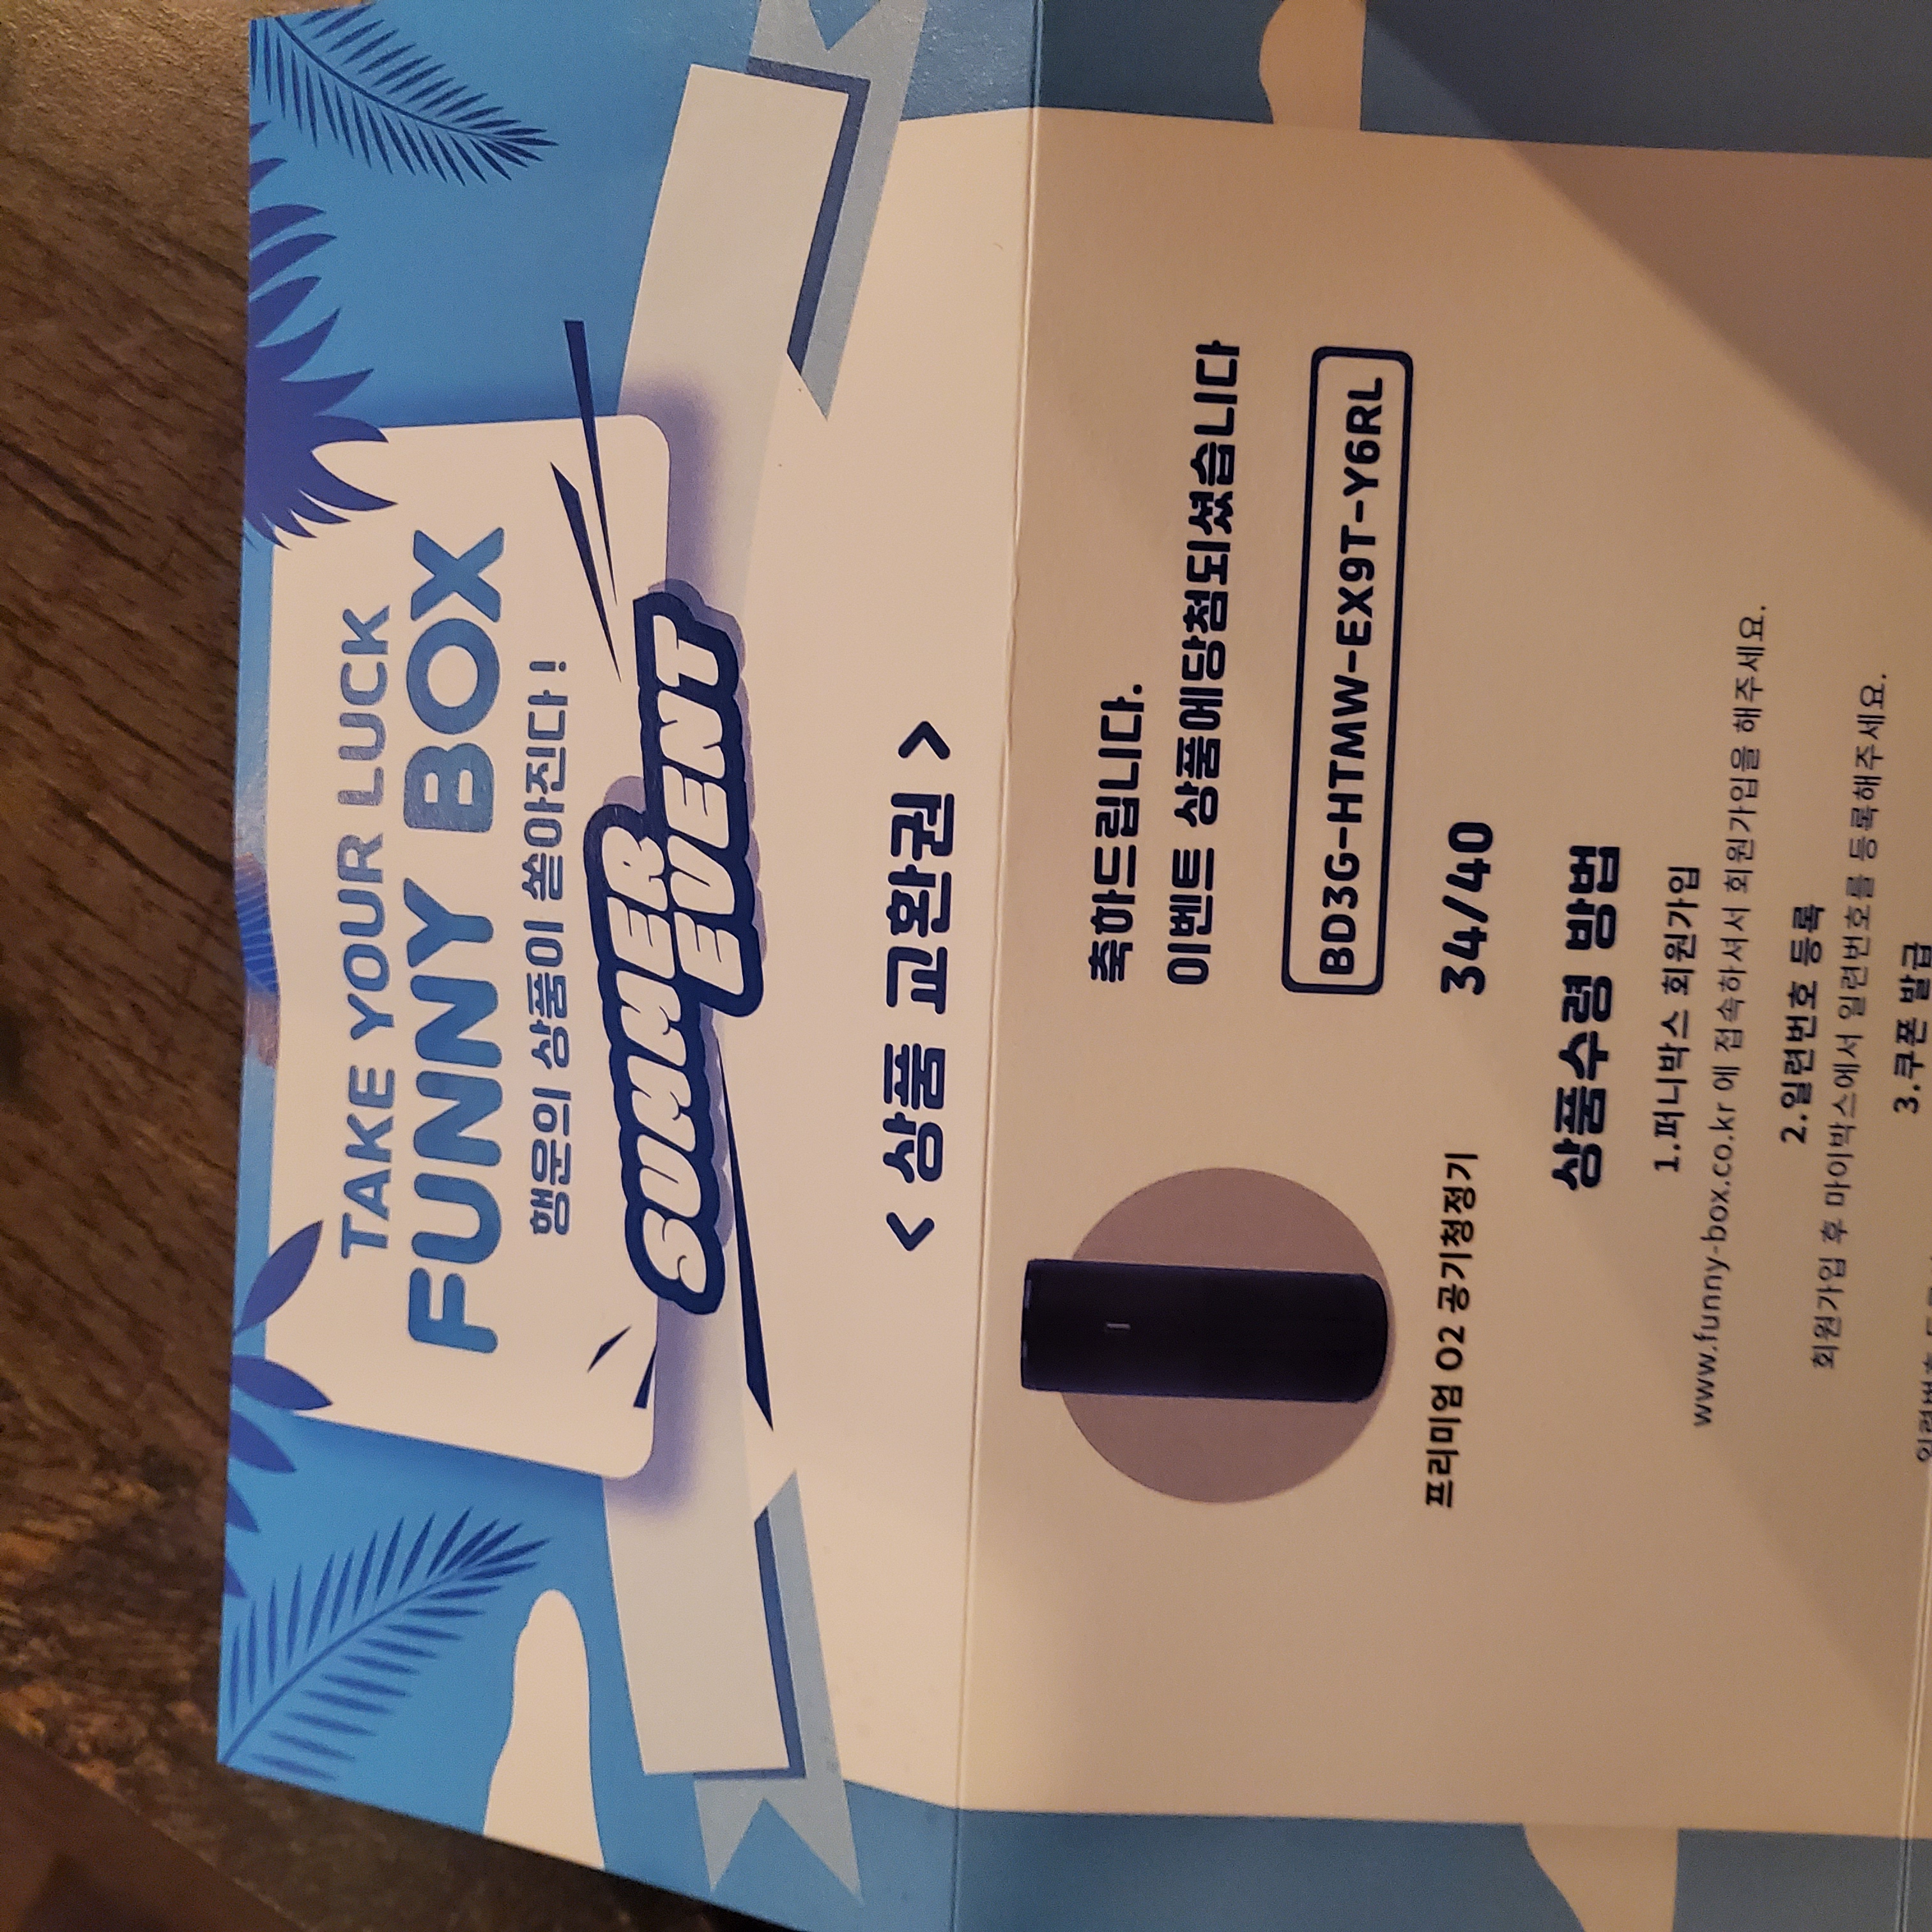 TAKE YOUR LUCK
FUNNY BOX
행운의 상품이 쏟아진다!
SUMMER
EVENT
< 상품 교환권 >
축하드립니다.
이벤트 상품에당첨되셨습니다
BD3G-HTMW-EX9T-Y6RL
프리미엄 O2 공기청정기
34/40
상품수령 방법
1.퍼니박스 회원가입
www.funny-box.co.kr 에 접속하셔서 회원가입을 해주세요.
2.일련번호 등록
회원가입 후 마이박스에서 일련번호를 등록해주세요.
3.쿠폰 발급